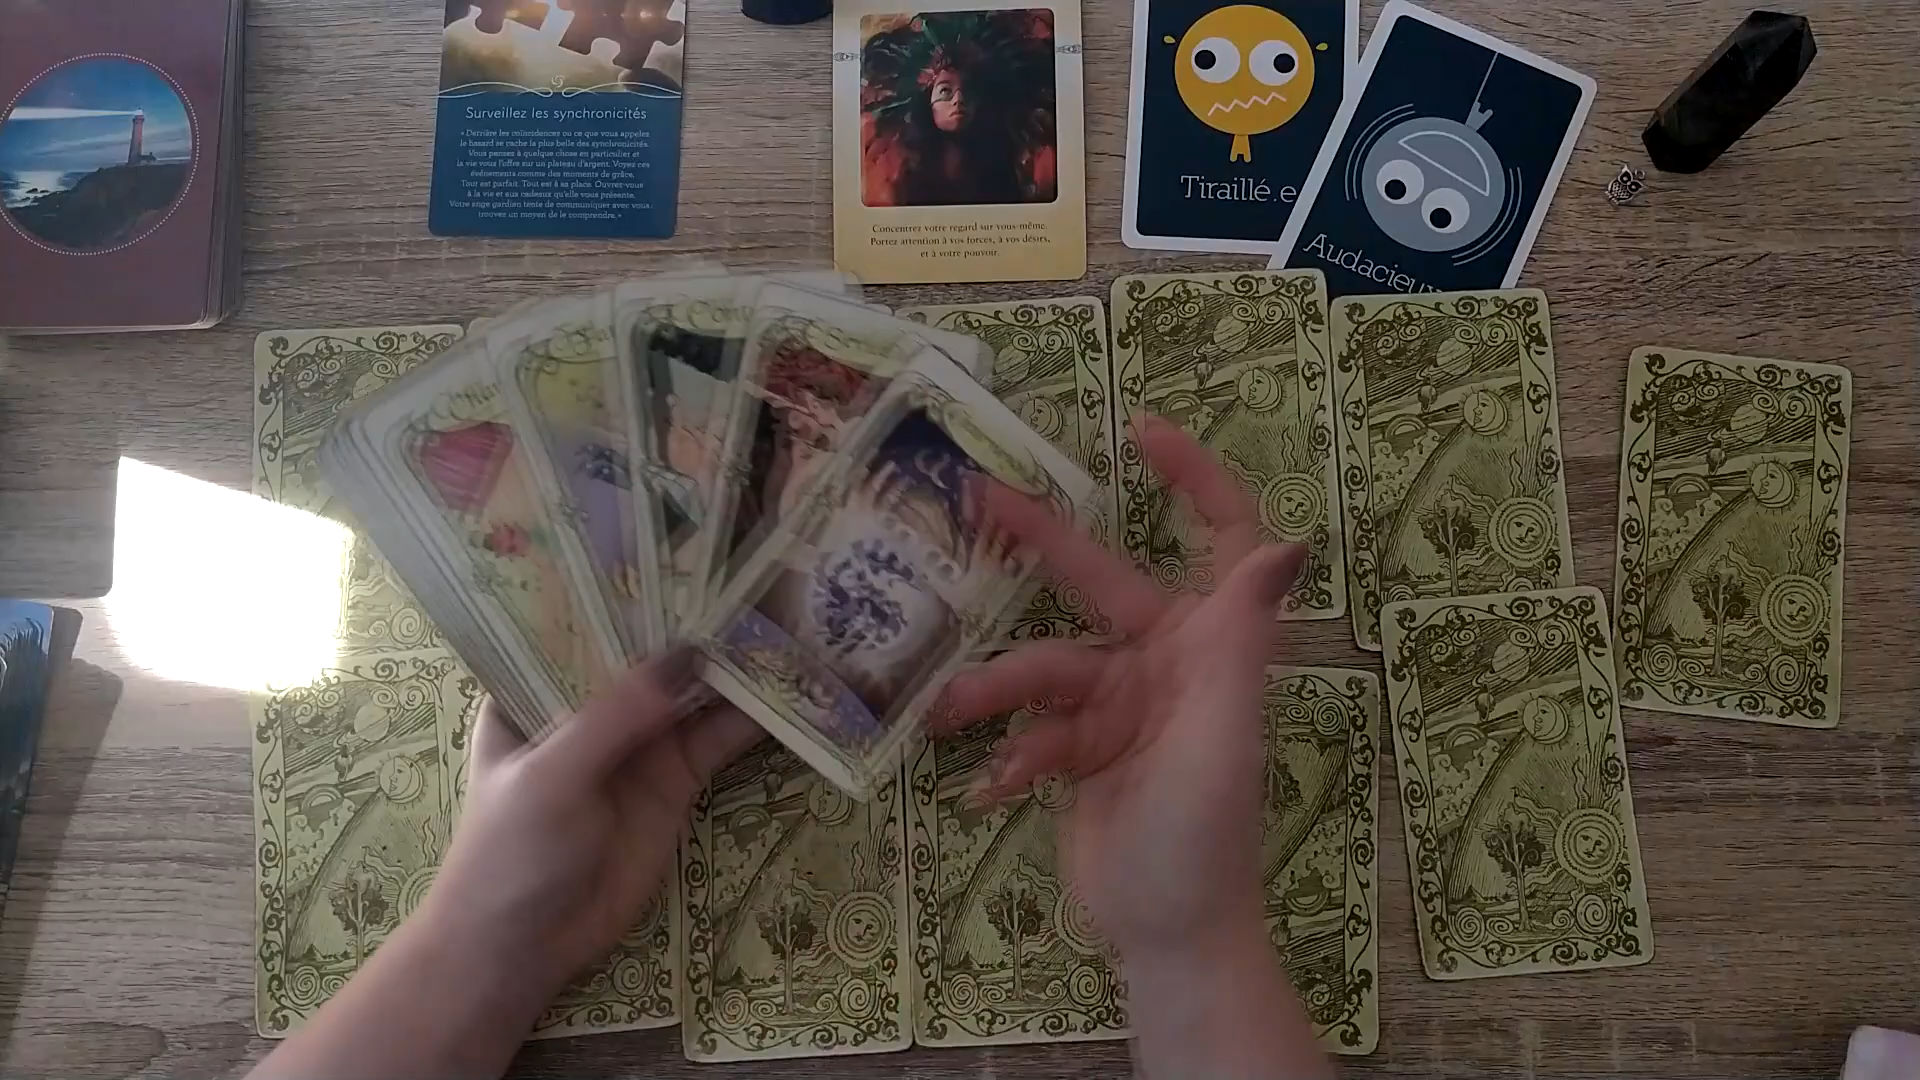 Surveillez les synchronicités
« Derrière les coïncidences ou ce que vous appelez
le hasard se cache la plus belle des synchronicités.
Vous pensez à quelque chose en particulier et
la vie vous l'offre sur un plateau d'argent. Voyez ces
événements comme des moments de grâce.
Tout est parfait. Tout est à sa place. Ouvrez-vous
à la vie et aux cadeaux qu'elle vous présente.
Votre ange gardien tente de communiquer avec vous,
trouvez un moyen de le comprendre. »
Concentrez votre regard sur vous-même.
Portez attention à vos forces, à vos désirs,
et à votre pouvoir.
Tiraillé.e
Audacieux